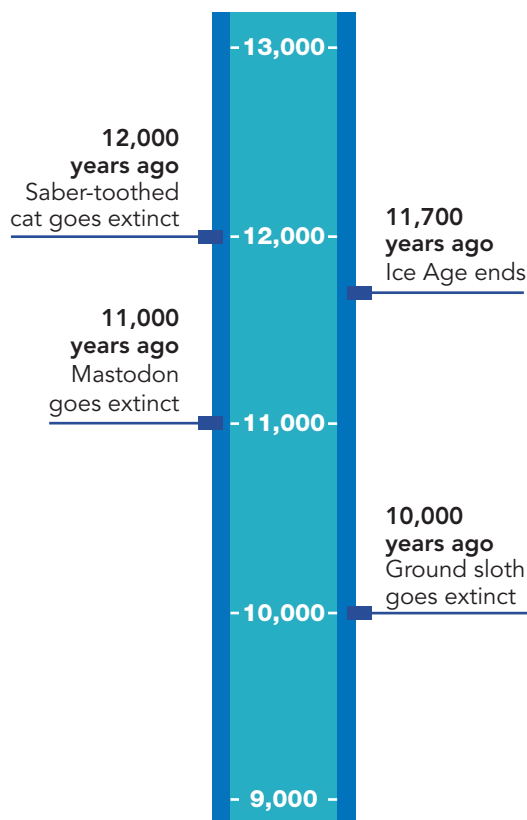 13,000
12,000
years ago
Saber-toothed
cat goes extinct
12,000
11,700
years ago
Ice Age ends
11,000
years ago
Mastodon
goes extinct
11,000
10,000
years ago
Ground sloth
goes extinct
10,000
9,000